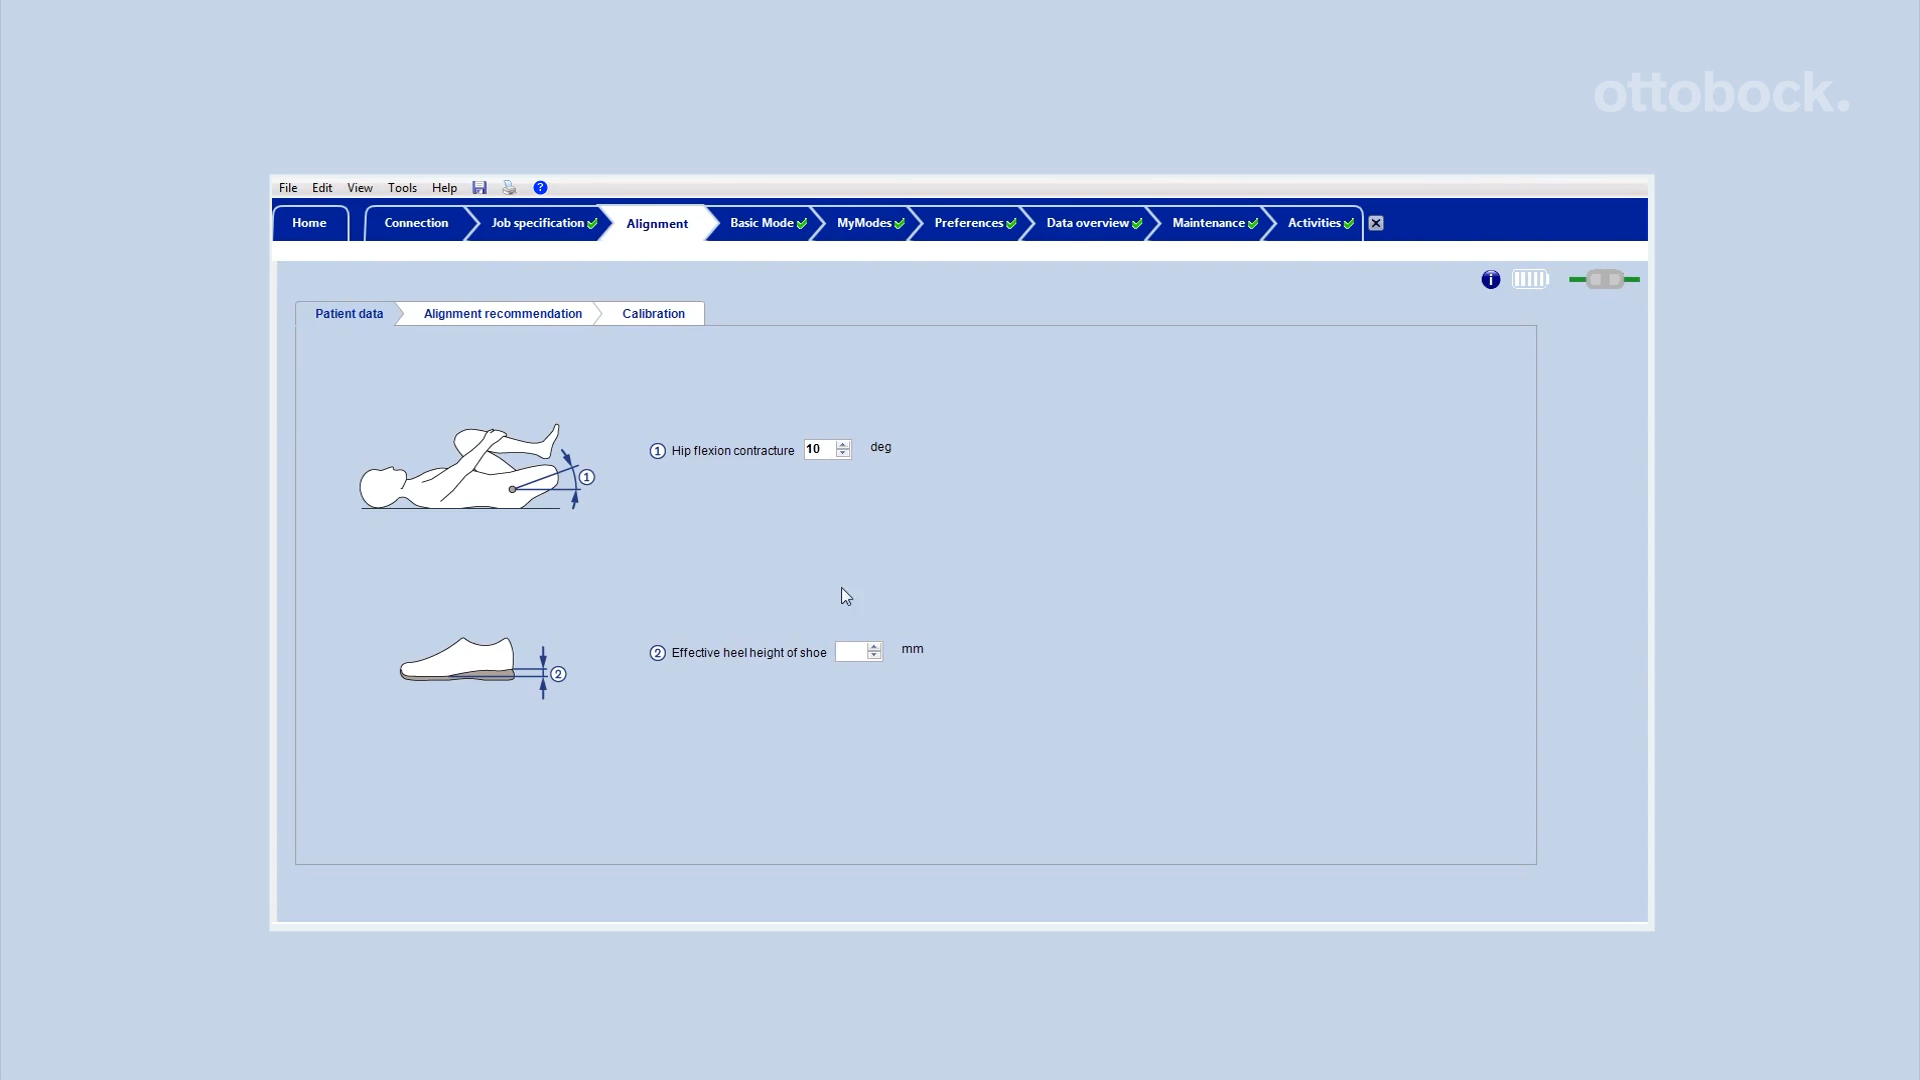 ottobock.
File Edit View Tools Help ?
Home Connection Job specification Alignment Basic Mode MyModes Preferences Data overview Maintenance Activities
i
Patient data Alignment recommendation Calibration
1 Hip flexion contracture 10 deg
1
2 Effective heel height of shoe mm
2